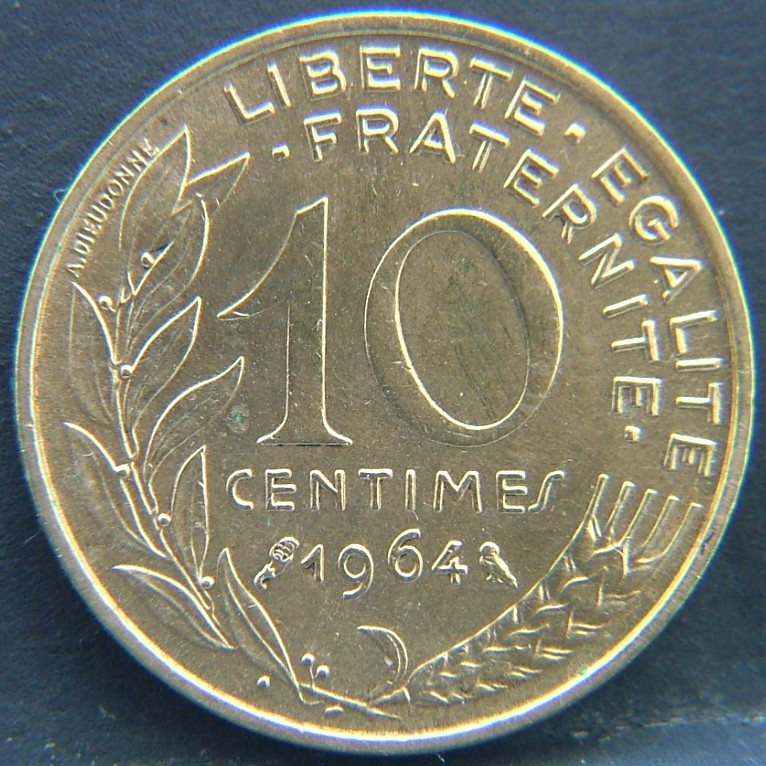 LIBERTE · EGALITE
· FRATERNITE ·
A.DIEUDONNE
10
CENTIMES
1964